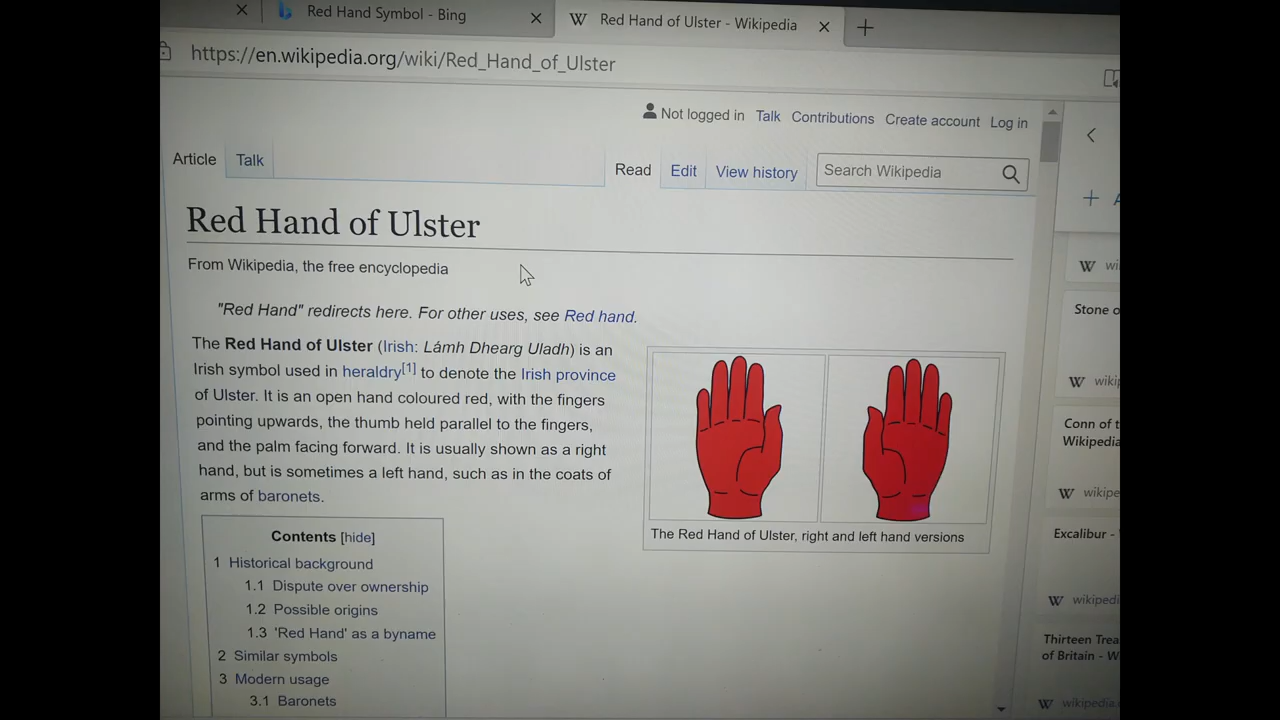 Red Hand Symbol - Bing
Red Hand of Ulster - Wikipedia
https://en.wikipedia.org/wiki/Red_Hand_of_Ulster
Not logged in Talk Contributions Create account Log in
Article Talk Read Edit View history Search Wikipedia
Red Hand of Ulster
From Wikipedia, the free encyclopedia
"Red Hand" redirects here. For other uses, see Red hand.
The Red Hand of Ulster (Irish: Lámh Dhearg Uladh) is an
Irish symbol used in heraldry[1] to denote the Irish province
of Ulster. It is an open hand coloured red, with the fingers
pointing upwards, the thumb held parallel to the fingers,
and the palm facing forward. It is usually shown as a right
hand, but is sometimes a left hand, such as in the coats of
arms of baronets.
The Red Hand of Ulster, right and left hand versions
Contents [hide]
1 Historical background
1.1 Dispute over ownership
1.2 Possible origins
1.3 'Red Hand' as a byname
2 Similar symbols
3 Modern usage
3.1 Baronets
W wi
Stone o
W wikip
Conn of t
Wikipedia
W wikipe
Excalibur -
W wikipedi
Thirteen Trea
of Britain - W
W wikipedia.